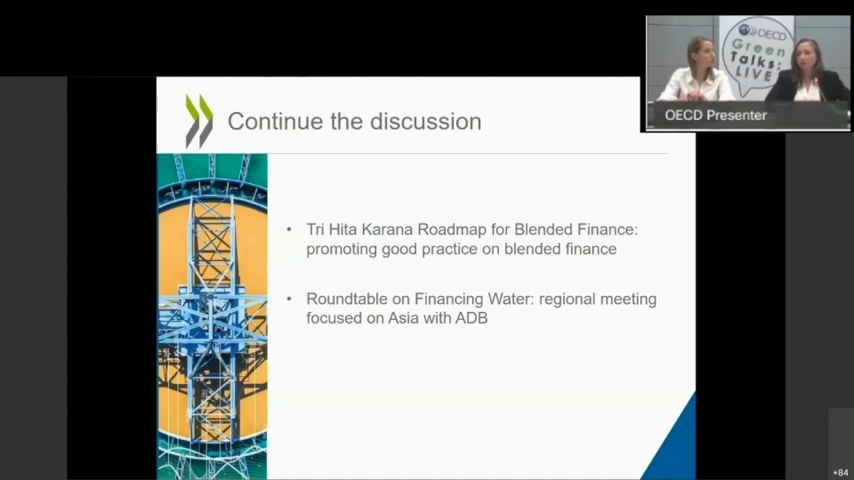 OECD
Green
Talks:
LIVE
OECD Presenter
Continue the discussion
• Tri Hita Karana Roadmap for Blended Finance:
promoting good practice on blended finance
• Roundtable on Financing Water: regional meeting
focused on Asia with ADB
+84